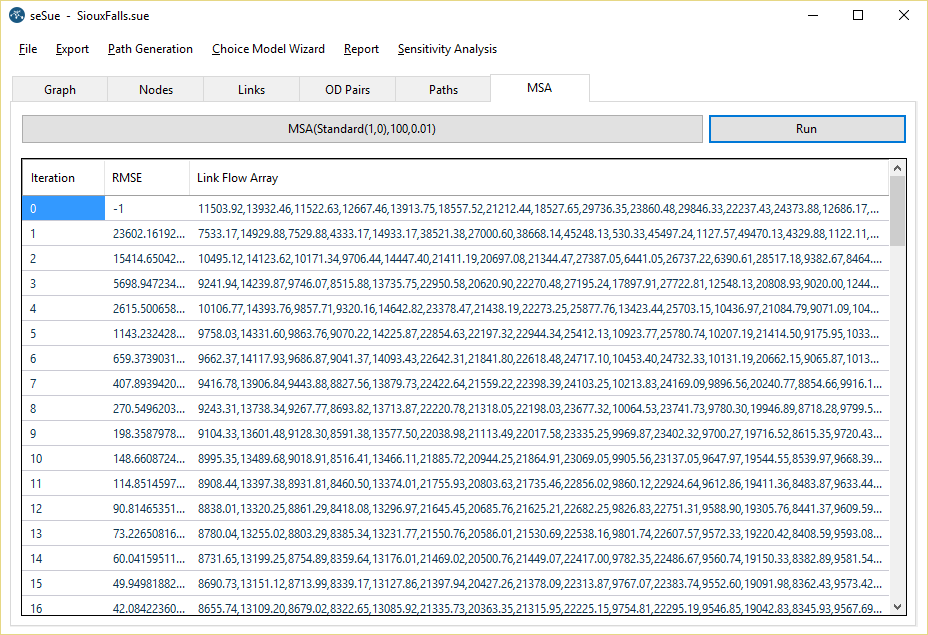 seSue - SiouxFalls.sue
File Export Path Generation Choice Model Wizard Report Sensitivity Analysis
Graph Nodes Links OD Pairs Paths MSA
MSA(Standard(1,0),100,0.01) Run
Iteration RMSE Link Flow Array
0 -1 11503.92,13932.46,11522.63,12667.46,13913.75,18557.52,21212.44,18527.65,29736.35,23860.48,29846.33,22237.43,24373.88,12686.17,...
1 23602.16192... 7533.17,14929.88,7529.88,4333.17,14933.17,38521.38,27000.60,38668.14,45248.13,530.33,45497.24,1127.57,49470.13,4329.88,1122.11,...
2 15414.65042... 10495.12,14123.62,10171.34,9706.44,14447.40,21411.19,20697.08,21344.47,27387.05,6441.05,26737.22,6390.61,28517.18,9382.67,8464....
3 5698.947234... 9241.94,14239.87,9746.07,8515.88,13735.75,22950.58,20620.90,22270.48,27195.24,17897.91,27722.81,12548.13,20808.93,9020.00,1244...
4 2615.500658... 10106.77,14393.76,9857.71,9320.16,14642.82,23378.47,21438.19,22273.25,25877.76,13423.44,25703.15,10436.97,21084.79,9071.09,104...
5 1143.232428... 9758.03,14331.60,9863.76,9070.22,14225.87,22854.63,22197.32,22944.34,25412.13,10923.77,25780.74,10207.19,21414.50,9175.95,1033...
6 659.3739031... 9662.37,14117.93,9686.87,9041.37,14093.43,22642.31,21841.80,22618.48,24717.10,10453.40,24732.33,10131.19,20662.15,9065.87,1013...
7 407.8939420... 9416.78,13906.84,9443.88,8827.56,13879.73,22422.64,21559.22,22398.39,24103.25,10213.83,24169.09,9896.56,20240.77,8854.66,9916.1...
8 270.5496203... 9243.31,13738.34,9267.77,8693.82,13713.87,22220.78,21318.05,22198.03,23677.32,10064.53,23741.73,9780.30,19946.89,8718.28,9799.5...
9 198.3587978... 9104.33,13601.48,9128.30,8591.38,13577.50,22038.98,21113.49,22017.58,23335.25,9969.87,23402.32,9700.27,19716.52,8615.35,9720.43...
10 148.6608724... 8995.35,13489.68,9018.91,8516.41,13466.11,21885.72,20944.25,21864.91,23069.05,9905.56,23137.05,9647.97,19544.55,8539.97,9668.39...
11 114.8514597... 8908.44,13397.38,8931.81,8460.50,13374.01,21755.93,20803.63,21735.46,22856.02,9860.12,22924.64,9612.86,19411.36,8483.87,9633.44...
12 90.81465351... 8838.01,13320.25,8861.29,8418.08,13296.97,21645.45,20685.76,21625.21,22682.25,9826.83,22751.31,9588.90,19305.76,8441.37,9609.59...
13 73.22650816... 8780.04,13255.02,8803.29,8385.34,13231.77,21550.76,20586.01,21530.69,22538.16,9801.74,22607.57,9572.33,19220.42,8408.59,9593.08...
14 60.04159511... 8731.65,13199.25,8754.89,8359.64,13176.01,21469.02,20500.76,21449.07,22417.00,9782.35,22486.67,9560.74,19150.33,8382.89,9581.54...
15 49.94981882... 8690.73,13151.12,8713.99,8339.17,13127.86,21397.94,20427.26,21378.09,22313.87,9767.07,22383.74,9552.60,19091.98,8362.43,9573.42...
16 42.08422360... 8655.74,13109.20,8679.02,8322.65,13085.92,21335.73,20363.35,21315.95,22225.15,9754.81,22295.19,9546.85,19042.83,8345.93,9567.69...